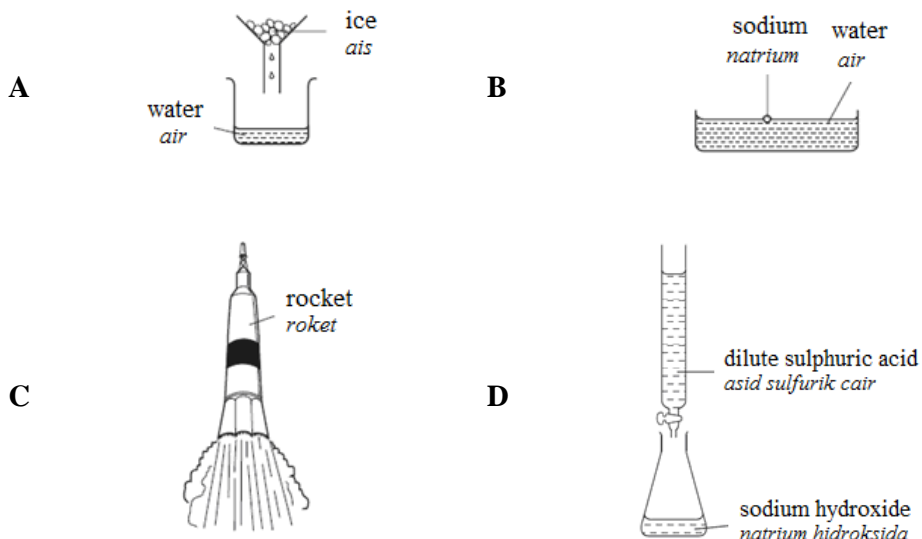 A
ice
ais
water
air
B
sodium
natrium
water
air
C
rocket
roket
D
dilute sulphuric acid
asid sulfurik cair
sodium hydroxide
natrium hidroksida